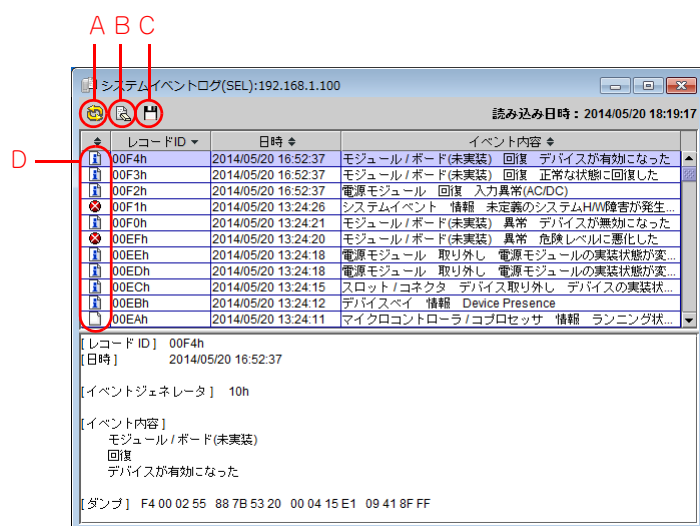 A B C
システムイベントログ(SEL):192.168.1.100
読み込み日時：2014/05/20 18:19:17
レコードID 日時 イベント内容
D
00F4h 2014/05/20 16:52:37 モジュール / ボード(未実装) 回復 デバイスが有効になった
00F3h 2014/05/20 16:52:37 モジュール / ボード(未実装) 回復 正常な状態に回復した
00F2h 2014/05/20 16:52:37 電源モジュール 回復 入力異常(AC/DC)
00F1h 2014/05/20 13:24:26 システムイベント 情報 未定義のシステムH/W障害が発生...
00F0h 2014/05/20 13:24:21 モジュール / ボード(未実装) 異常 デバイスが無効になった
00EFh 2014/05/20 13:24:20 モジュール / ボード(未実装) 異常 危険レベルに悪化した
00EEh 2014/05/20 13:24:18 電源モジュール 取り外し 電源モジュールの実装状態が変...
00EDh 2014/05/20 13:24:18 電源モジュール 取り外し 電源モジュールの実装状態が変...
00ECh 2014/05/20 13:24:15 スロット / コネクタ デバイス取り外し デバイスの実装状...
00EBh 2014/05/20 13:24:12 デバイスベイ 情報 Device Presence
00EAh 2014/05/20 13:24:11 マイクロコントローラ / コプロセッサ 情報 ランニング状...
[ レコード ID ] 00F4h
[日時 ] 2014/05/20 16:52:37
[イベントジェネレータ ] 10h
[イベント内容 ]
モジュール / ボード(未実装)
回復
デバイスが有効になった
[ ダンプ ] F4 00 02 55 88 7B 53 20 00 04 15 E1 09 41 8F FF